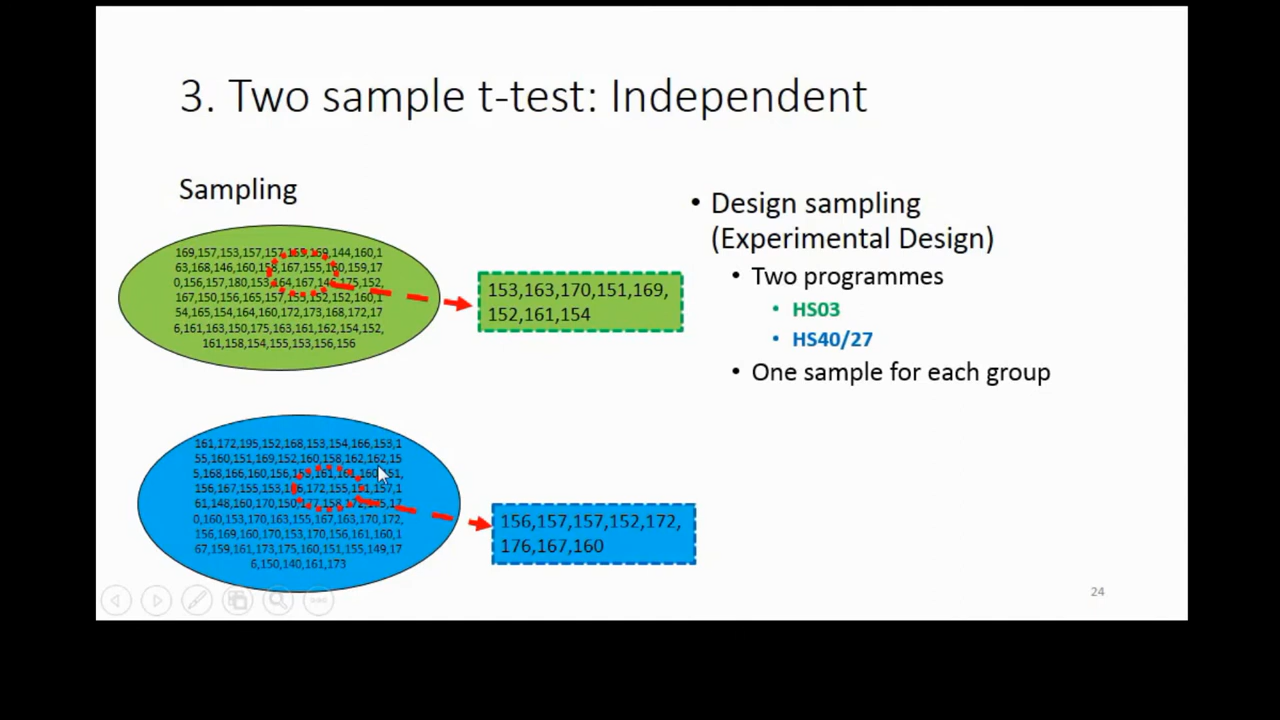 3. Two sample t-test: Independent
Sampling
169,157,153,157,157,155,169,144,160,1
63,168,146,160,158,167,155,160,159,17
0,156,157,180,153,164,167,146,175,152,
167,150,156,165,157,155,152,152,160,1
54,165,154,164,160,172,173,168,172,17
6,161,163,150,175,163,161,162,154,152,
161,158,154,155,153,156,156
153,163,170,151,169,
152,161,154
161,172,195,152,168,153,154,166,153,1
55,160,151,169,152,160,158,162,162,15
5,168,166,160,156,153,161,161,160
156,167,155,153,166,172,155,151,157,1
61,148,160,170,150,177,158
0,160,153,170,163,155,167,163,170,172,
156,169,160,170,153,170,156,161,160,1
67,159,161,173,175,160,151,155,149,17
6,150,140,161,173
156,157,157,152,172,
176,167,160
• Design sampling
(Experimental Design)
• Two programmes
• HS03
• HS40/27
• One sample for each group
24